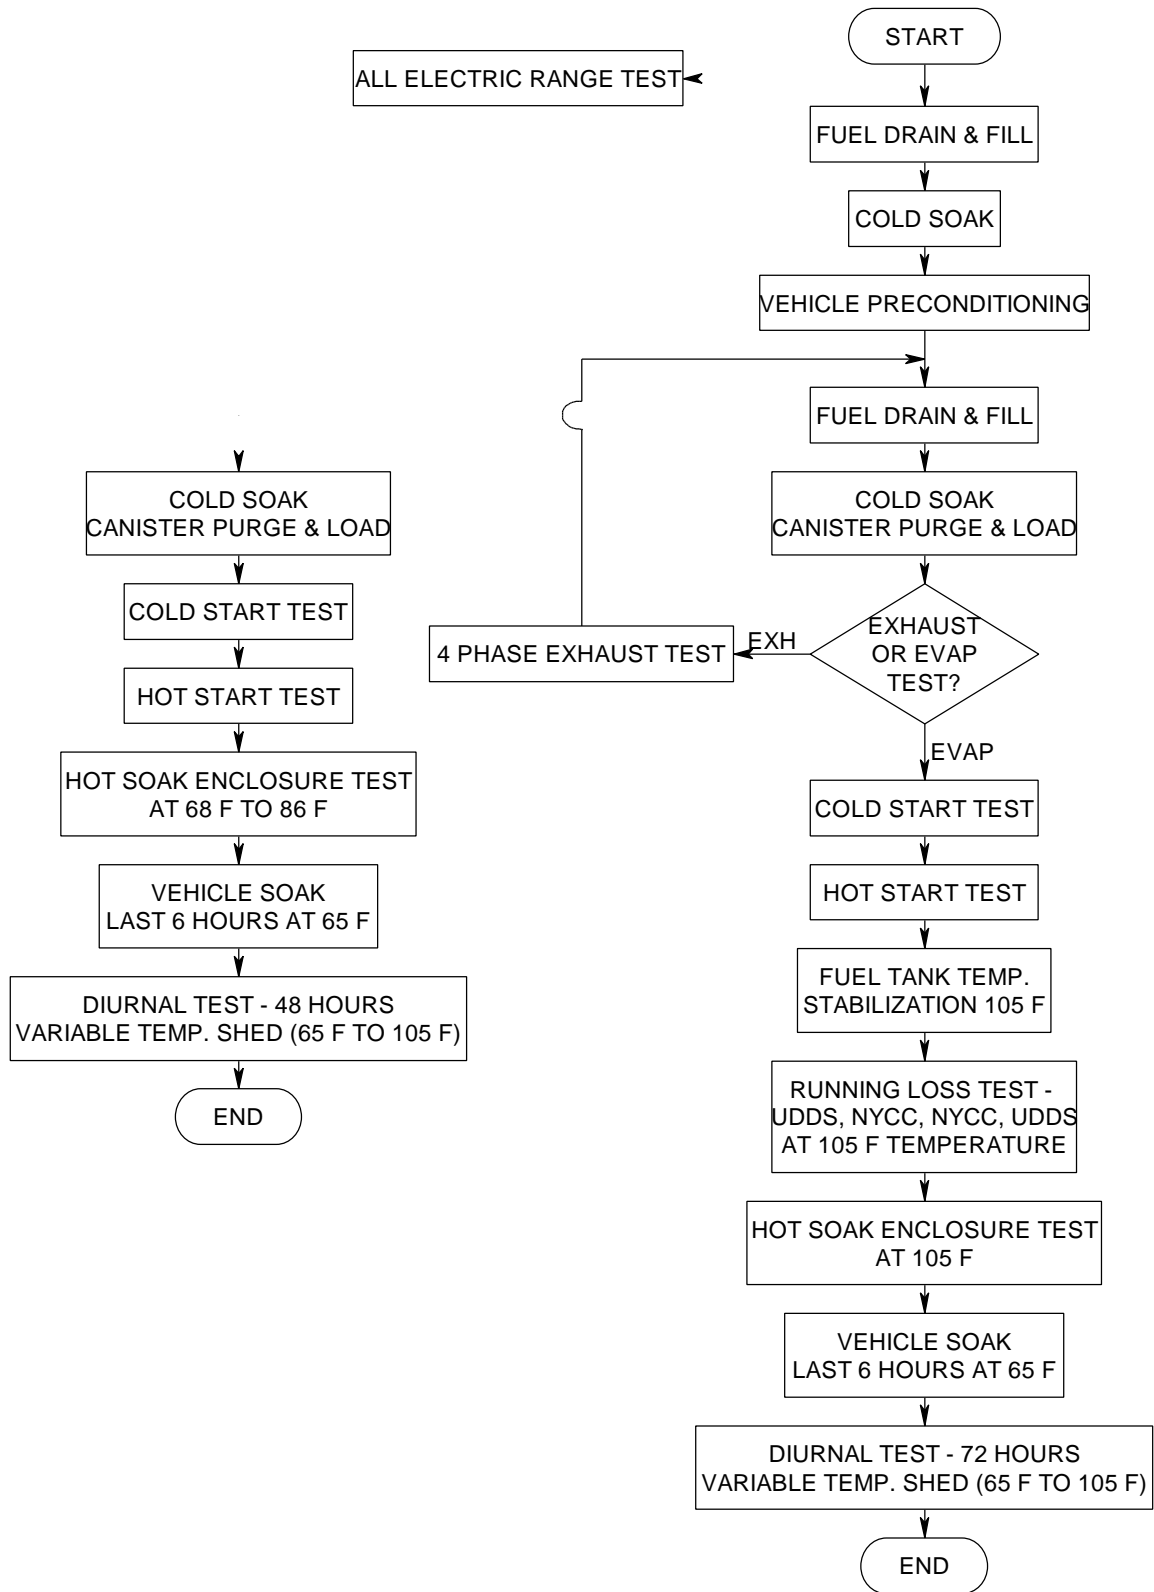 START
ALL ELECTRIC RANGE TEST
FUEL DRAIN & FILL
COLD SOAK
VEHICLE PRECONDITIONING
FUEL DRAIN & FILL
COLD SOAK
CANISTER PURGE & LOAD
EXHAUST
OR EVAP
TEST?
EXH
4 PHASE EXHAUST TEST
EVAP
COLD START TEST
HOT START TEST
FUEL TANK TEMP.
STABILIZATION 105 F
RUNNING LOSS TEST -
UDDS, NYCC, NYCC, UDDS
AT 105 F TEMPERATURE
HOT SOAK ENCLOSURE TEST
AT 105 F
VEHICLE SOAK
LAST 6 HOURS AT 65 F
DIURNAL TEST - 72 HOURS
VARIABLE TEMP. SHED (65 F TO 105 F)
END
COLD SOAK
CANISTER PURGE & LOAD
COLD START TEST
HOT START TEST
HOT SOAK ENCLOSURE TEST
AT 68 F TO 86 F
VEHICLE SOAK
LAST 6 HOURS AT 65 F
DIURNAL TEST - 48 HOURS
VARIABLE TEMP. SHED (65 F TO 105 F)
END